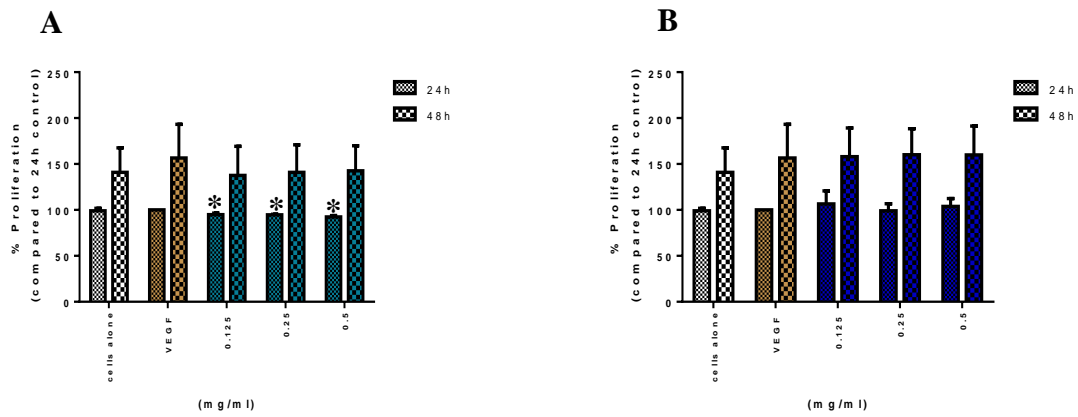 A
% Proliferation
(compared to 24h control)
250
200
150
100
50
0
*
*
*
24h
48h
cells alone
VEGF
0.125
0.25
0.5
(mg/ml)
B
% Proliferation
(compared to 24h control)
250
200
150
100
50
0
24h
48h
cells alone
VEGF
0.125
0.25
0.5
(mg/ml)